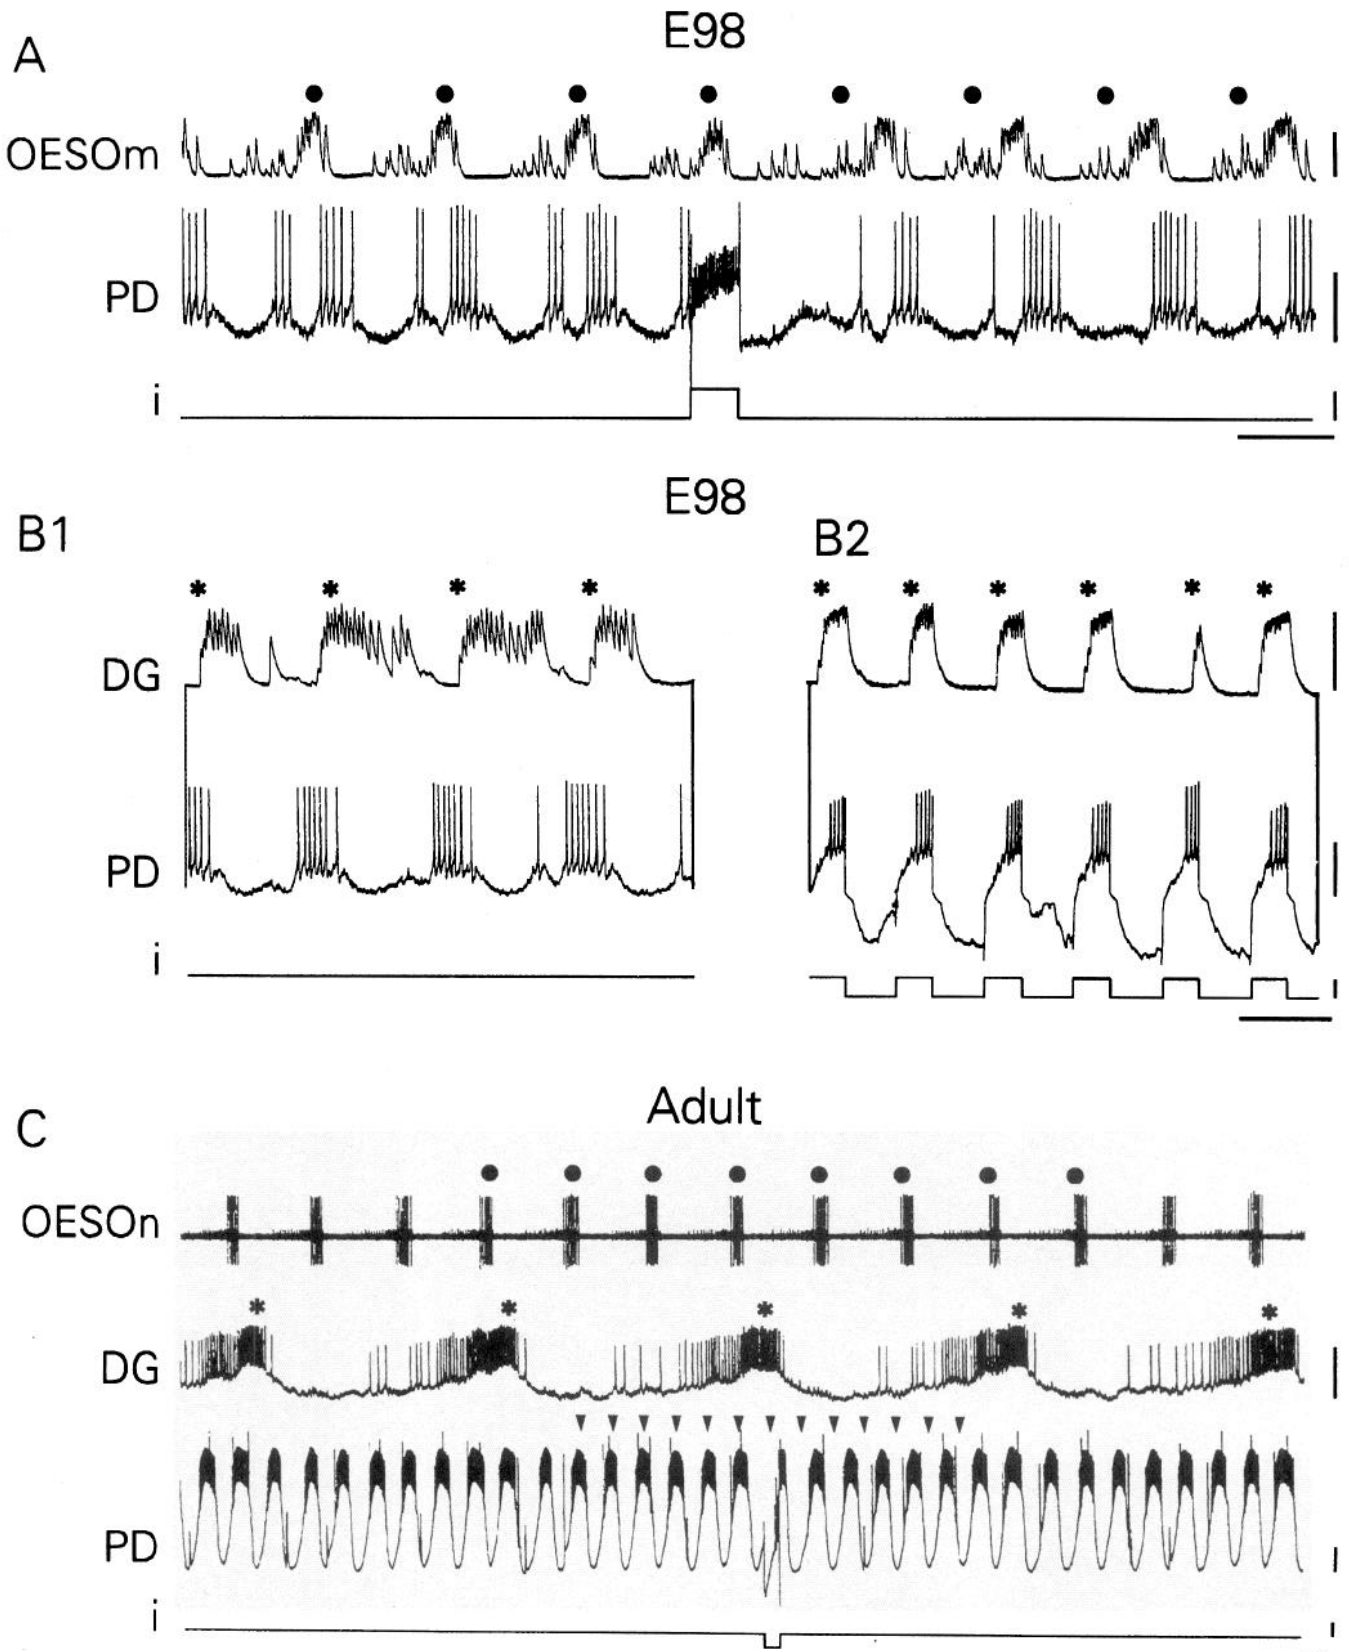 E98
A
OESOm
PD
i
E98
B1
B2
* * * *
* * * * * *
DG
PD
i
Adult
C
OESOn
* * * * *
DG
PD
i